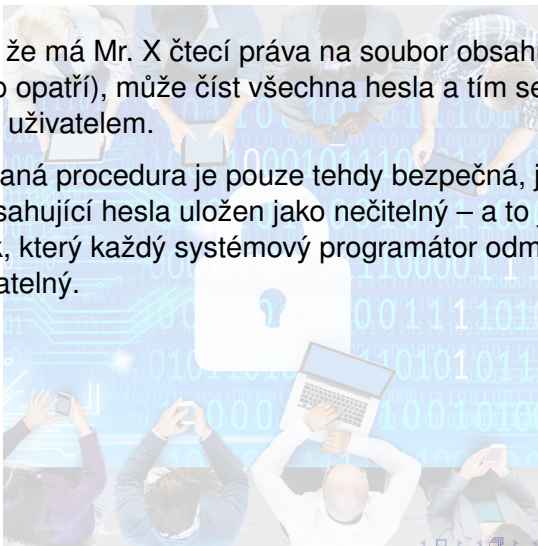 že má Mr. X čtecí práva na soubor obsahu
opatří), může číst všechna hesla a tím se
uživatelem.
aná procedura je pouze tehdy bezpečná, j
sahující hesla uložen jako nečitelný – a to j
, který každý systémový programátor odm
atelný.